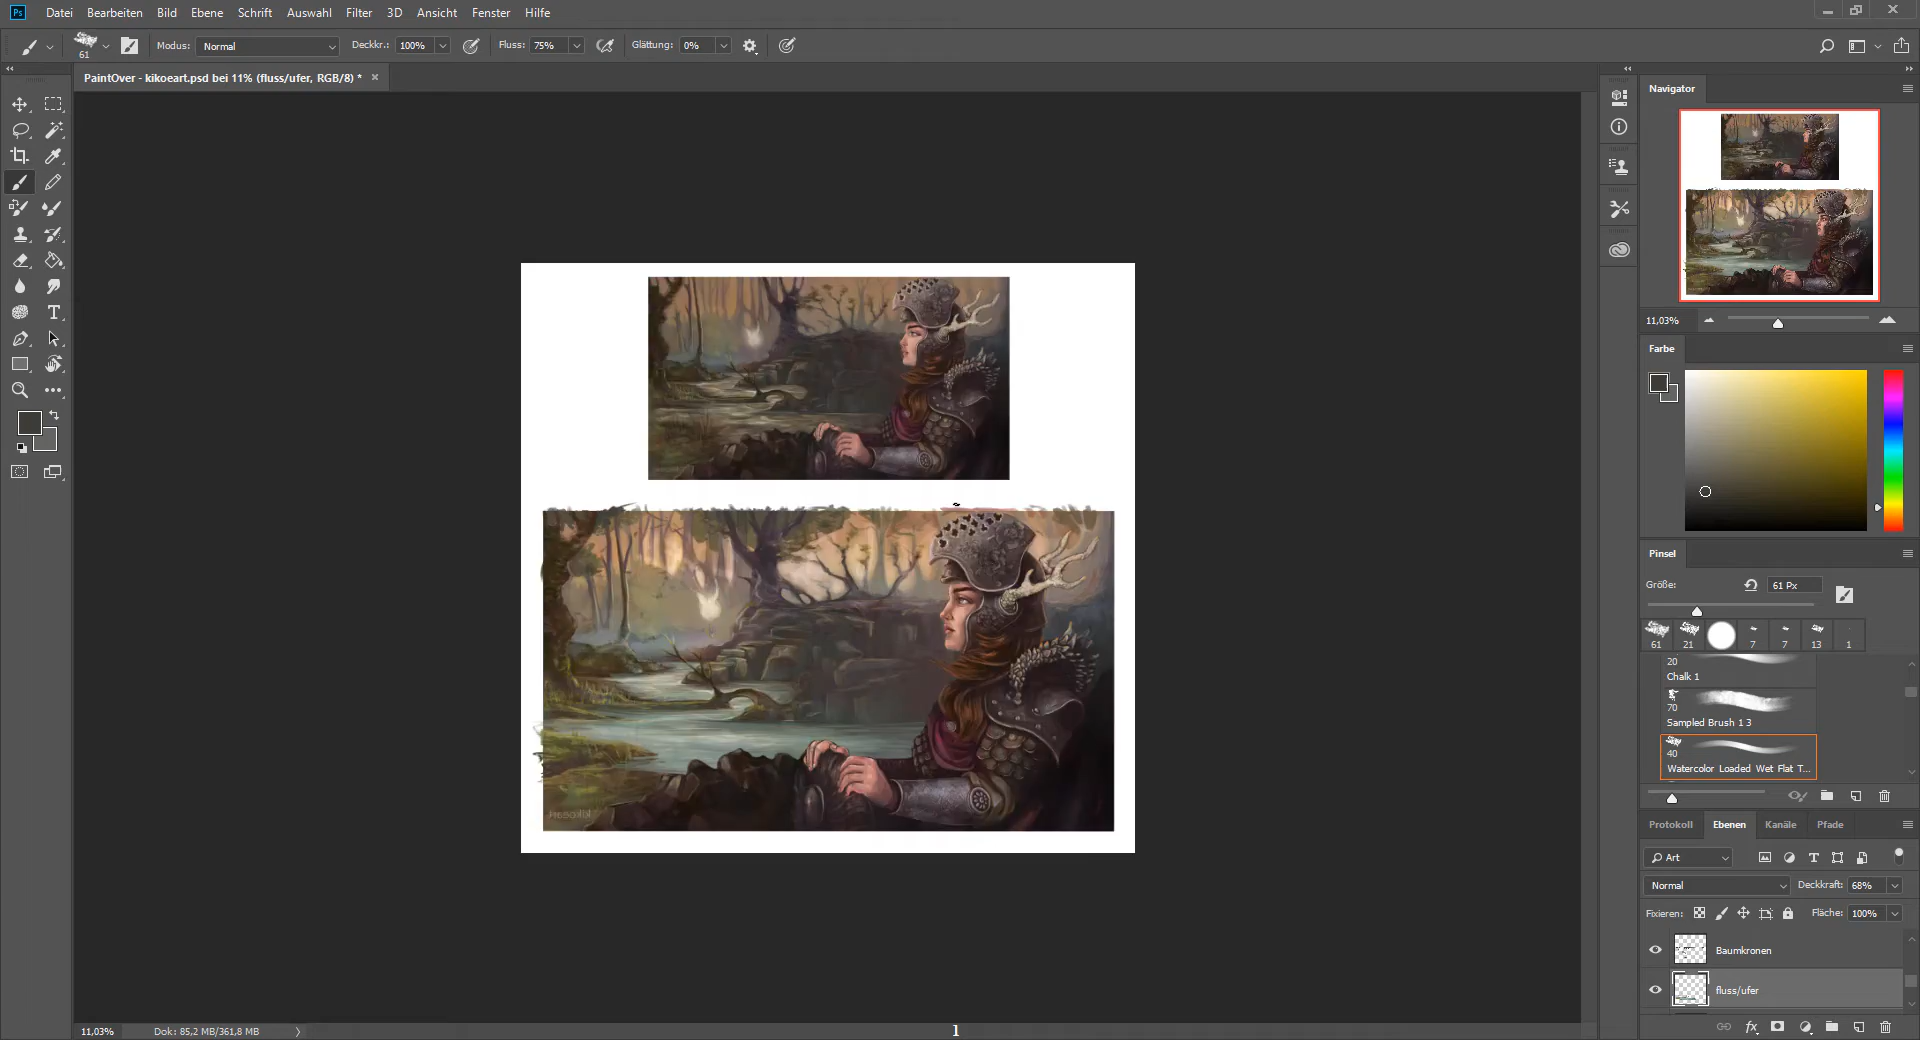 Ps Datei Bearbeiten Bild Ebene Schrift Auswahl Filter 3D Ansicht Fenster Hilfe
61 Modus: Normal Deckkr.: 100% Fluss: 75% Glättung: 0%
PaintOver - kikoeart.psd bei 11% (fluss/ufer, RGB/8) *
Navigator
11,03%
Farbe
Pinsel
Größe: 61 Px
61 21 7 7 13 1
20
Chalk 1
70
Sampled Brush 1 3
40
Watercolor Loaded Wet Flat T...
Protokoll Ebenen Kanäle Pfade
Art
Normal Deckkraft: 68%
Fixieren: Fläche: 100%
Baumkronen
fluss/ufer
11,03% Dok: 85,2 MB/361,8 MB
1